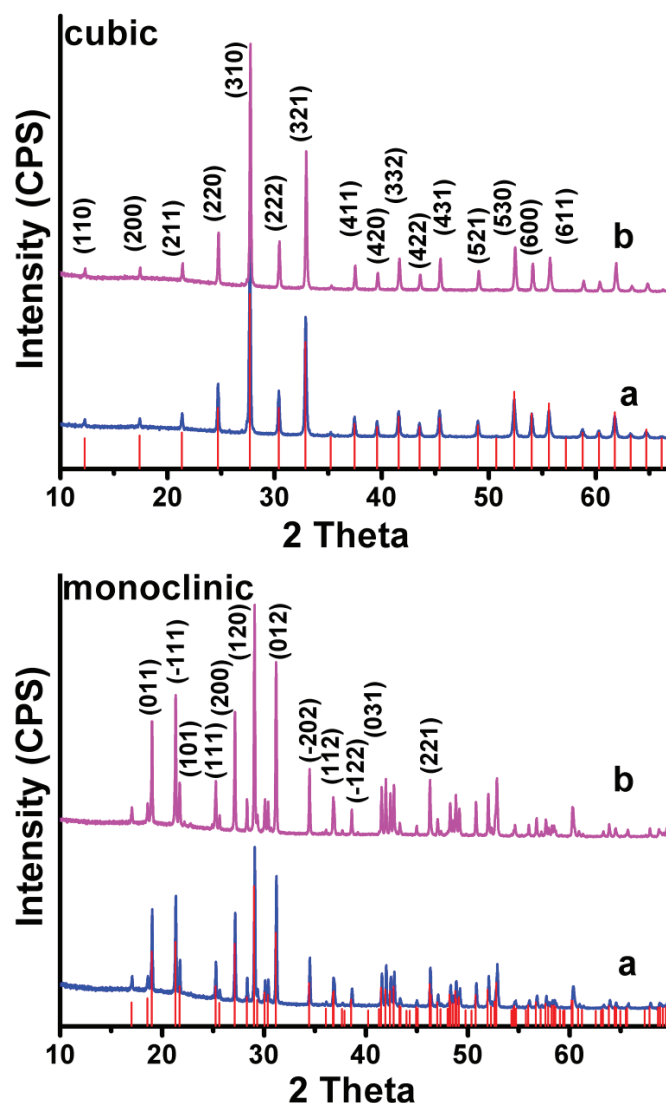 cubic
Intensity (CPS)
(110)
(200)
(211)
(220)
(310)
(222)
(321)
(411)
(420)
(332)
(422)
(431)
(521)
(530)
(600)
(611)
b
a
10 20 30 40 50 60
2 Theta
monoclinic
Intensity (CPS)
(011)
(-111)
(101)
(111)
(200)
(120)
(012)
(-202)
(112)
(-122)
(031)
(221)
b
a
10 20 30 40 50 60
2 Theta